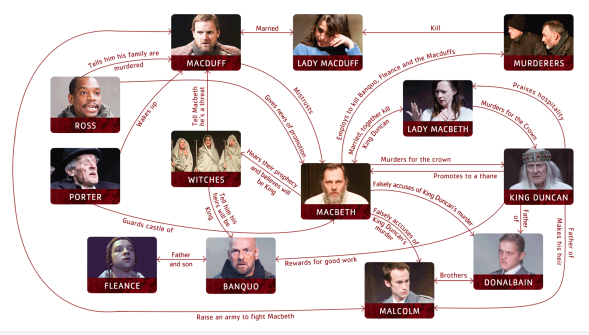 Married
Kill
MACDUFF
LADY MACDUFF
MURDERERS
Tells him his family are
murdered
Employs to kill Banquo, Fleance and the Macduffs
Mistrusts
Praises hospitality
ROSS
Wakes up
Tell Macbeth
he's a threat
Gives news of promotion
Married, together kill
King Duncan
LADY MACBETH
Murders for the Crown
WITCHES
Hears their prophecy
and believes will
be King
Murders for the crown
Promotes to a thane
PORTER
MACBETH
KING DUNCAN
Falsely accuses of King Duncan's murder
Guards castle of
Tell him his
heirs will be
King
Falsely accuses of
King Duncan's
murder
Father
of
Father of
Makes his heir
Father
and son
Rewards for good work
FLEANCE
BANQUO
Brothers
DONALBAIN
MALCOLM
Raise an army to fight Macbeth